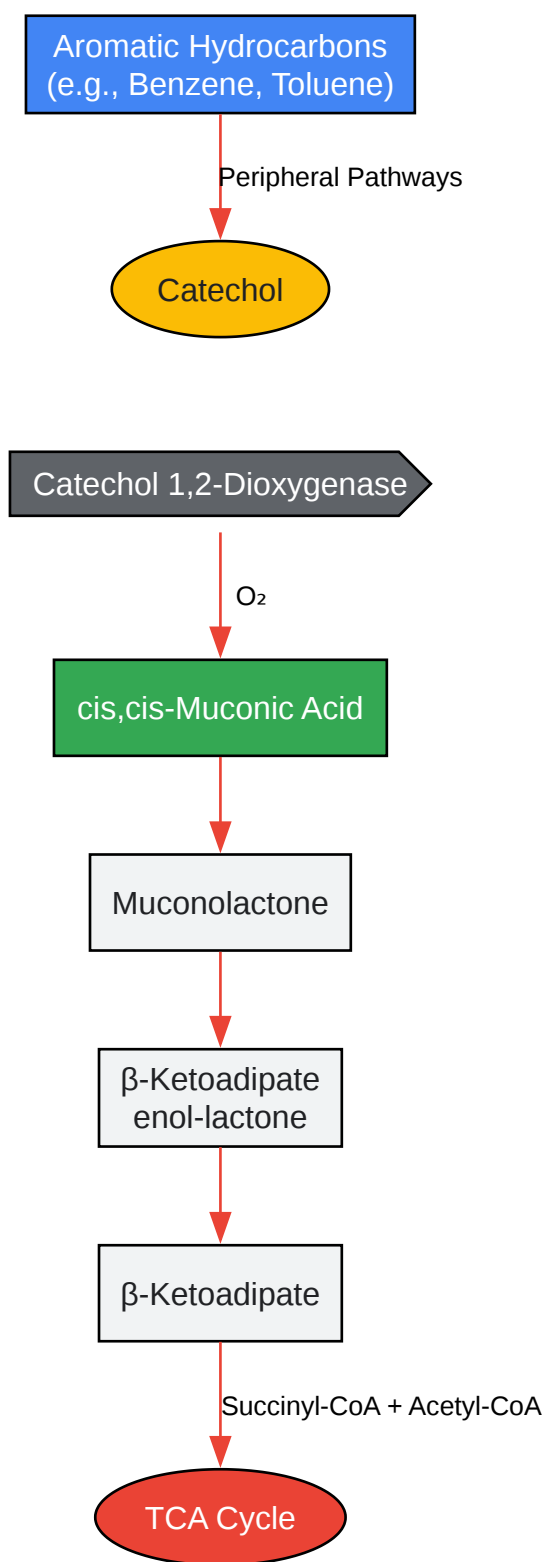 Aromatic Hydrocarbons
(e.g., Benzene, Toluene)
Peripheral Pathways
Catechol
Catechol 1,2-Dioxygenase
O₂
cis,cis-Muconic Acid
Muconolactone
β-Ketoadipate
enol-lactone
β-Ketoadipate
Succinyl-CoA + Acetyl-CoA
TCA Cycle